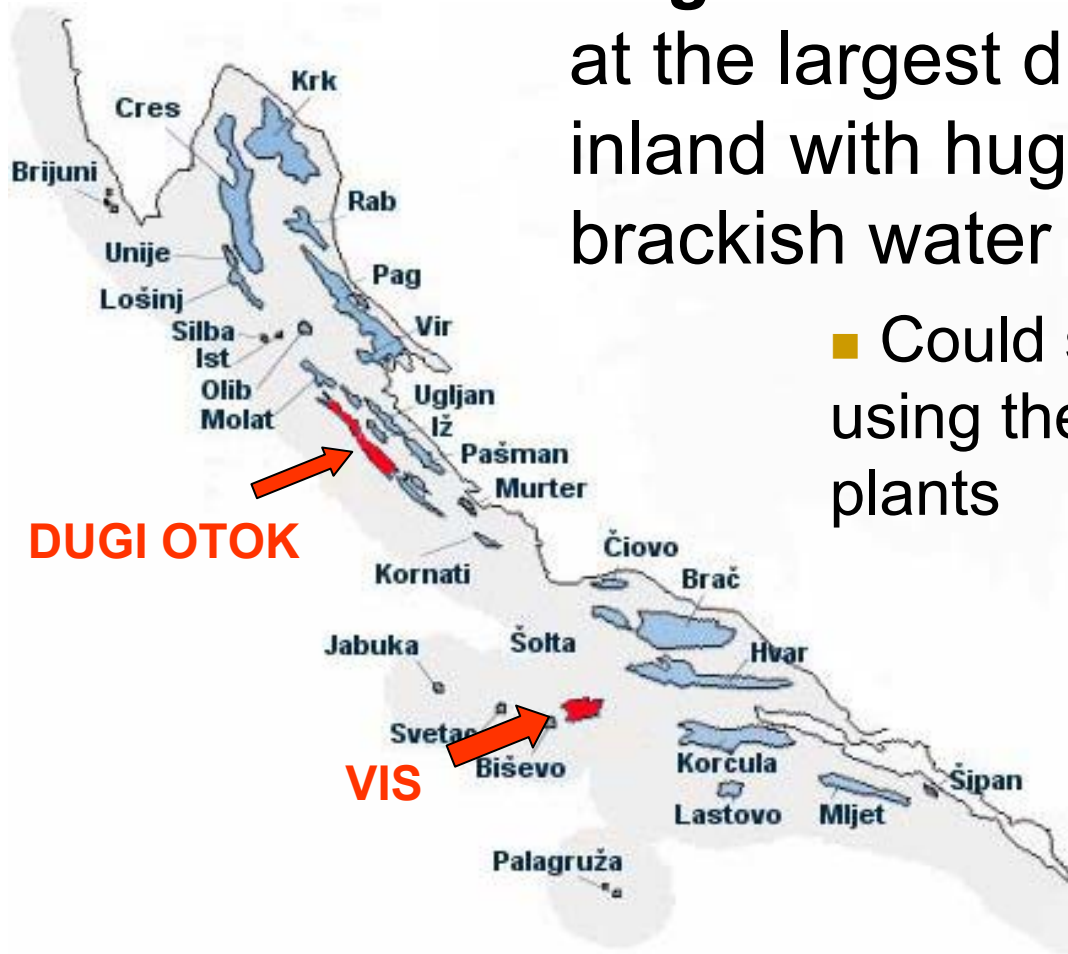 at the largest d
inland with hug
brackish water
■ Could s
using the
plants
Krk
Cres
Brijuni
Rab
Unije
Pag
Lošinj
Vir
Silba
Ist
Olib
Ugljan
Molat
Iž
Pašman
Murter
DUGI OTOK
Kornati
Čiovo
Brač
Jabuka
Šolta
Hvar
Svetac
VIS
Biševo
Korčula
Šipan
Lastovo
Mljet
Palagruža